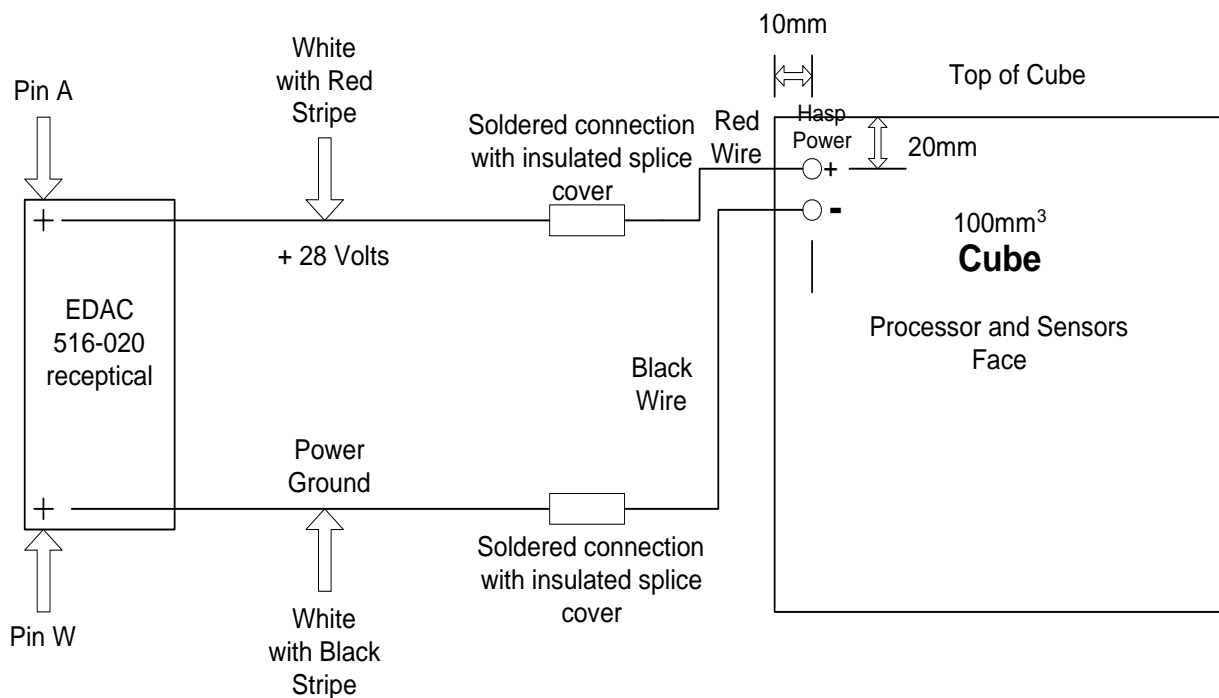 10mm
White
with Red
Stripe
Top of Cube
Pin A
Red
Wire
Hasp
Power
Soldered connection
with insulated splice
cover
20mm
+
+
-
+ 28 Volts
100mm³
Cube
EDAC
516-020
receptical
Processor and Sensors
Face
Black
Wire
Power
Ground
+
Soldered connection
with insulated splice
cover
Pin W
White
with Black
Stripe